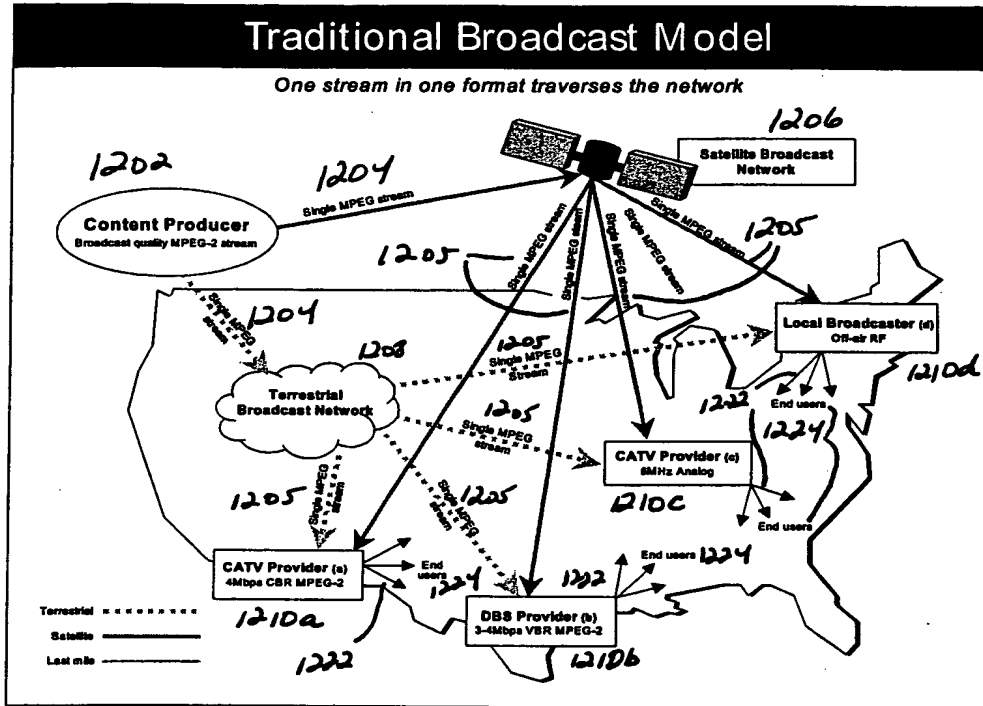 Traditional Broadcast Model
One stream in one format traverses the network
1206
Satellite Broadcast
Network
1202
1204
Single MPEG stream
Content Producer
Broadcast quality MPEG-2 stream
Single MPEG stream
Single MPEG steam
Single MPEG
stream
Single MPEG
stream
Single MPEG
stream
1205
1205
Single MPEG
stream
1204
Local Broadcaster (d)
Off-air RF
1210d
1208
Terrestrial
Broadcast Network
1205
Single MPEG
Stream
1205
Single MPEG
stream
1222
End users
1224
CATV Provider (c)
6MHz Analog
1210c
End users
1205
Single MPEG
stream
1205
Single MPEG
stream
CATV Provider (a)
4Mbps CBR MPEG-2
1210a
End
users
1224
1222
End users
1224
1222
DBS Provider (b)
3-4Mbps VBR MPEG-2
1210b
Terrestrial
Satellite
Last mile